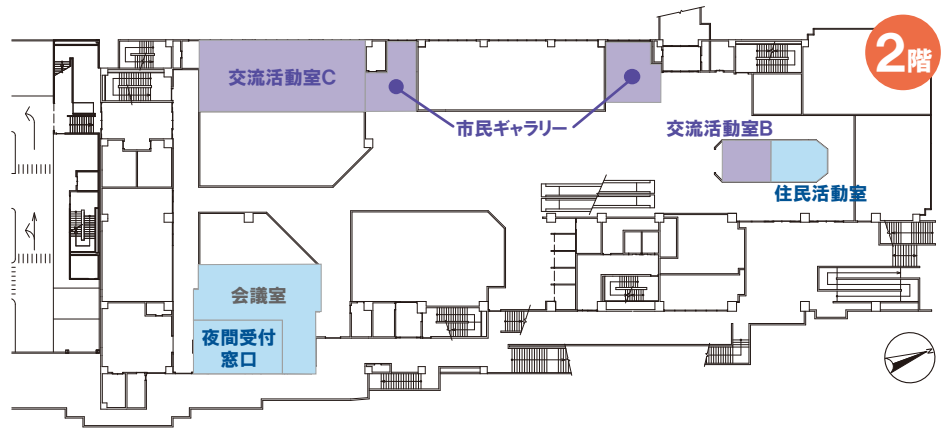 2階
交流活動室C
市民ギャラリー
交流活動室B
住民活動室
会議室
夜間受付
窓口
N